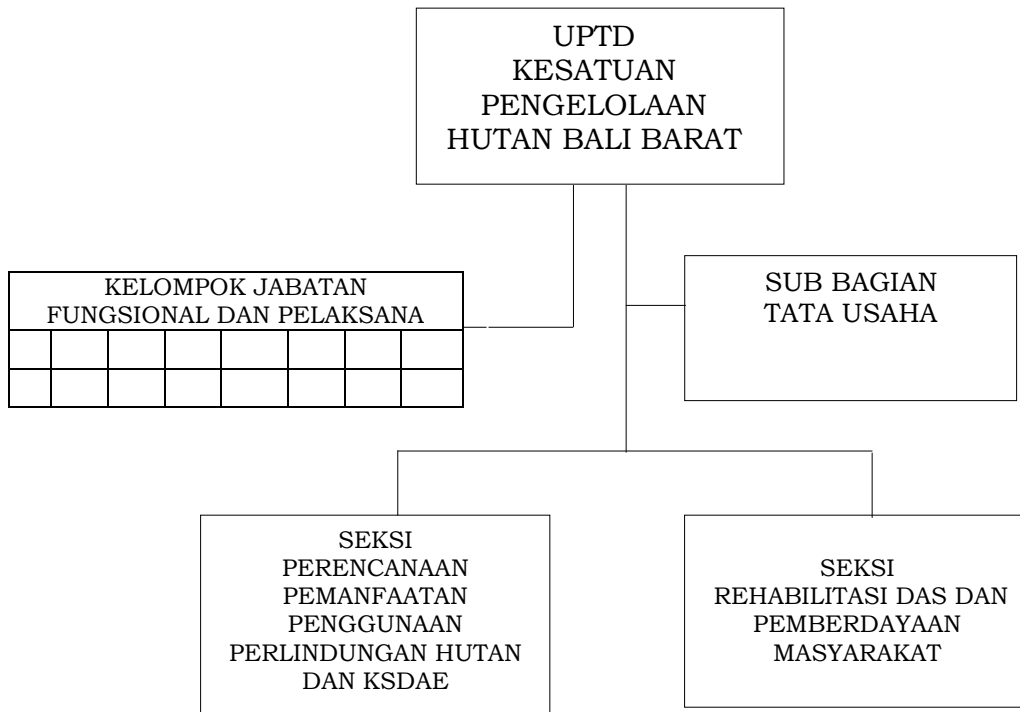 UPTD
KESATUAN
PENGELOLAAN
HUTAN BALI BARAT
KELOMPOK JABATAN
FUNGSIONAL DAN PELAKSANA
SUB BAGIAN
TATA USAHA
SEKSI
PERENCANAAN
PEMANFAATAN
PENGGUNAAN
PERLINDUNGAN HUTAN
DAN KSDAE
SEKSI
REHABILITASI DAS DAN
PEMBERDAYAAN
MASYARAKAT